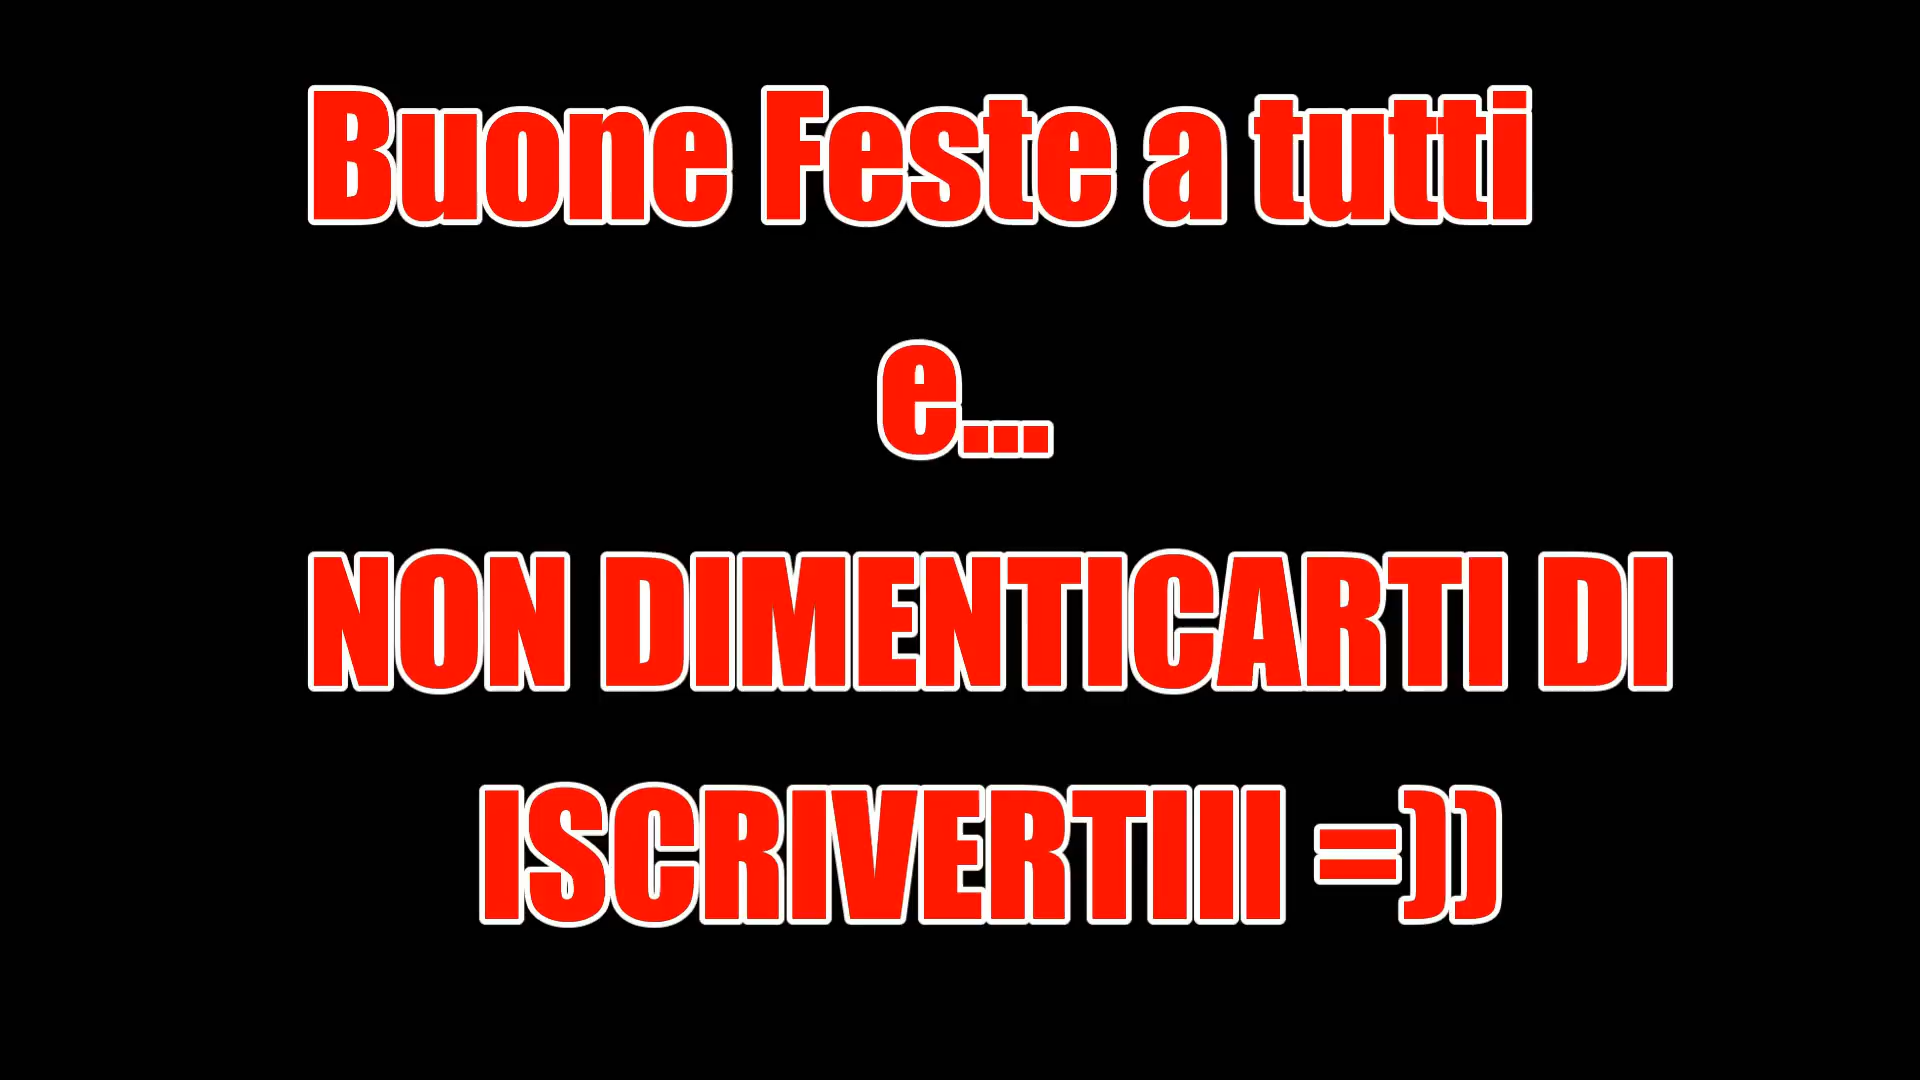 Buone Feste a tutti
e...
NON DIMENTICARTI DI
ISCRIVERTIII =))